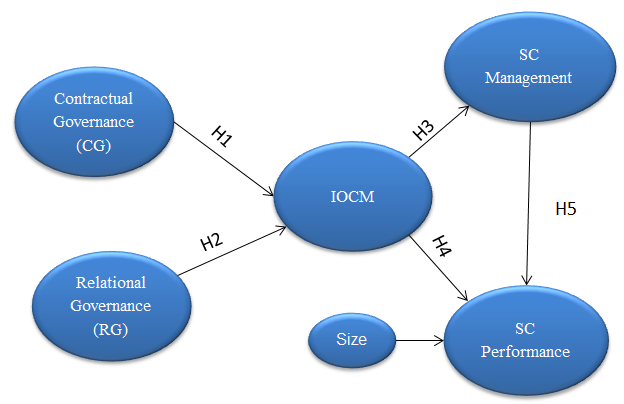 Contractual
Governance
(CG)
H1
Relational
Governance
(RG)
H2
IOCM
H3
SC
Management
H4
H5
Size
SC
Performance